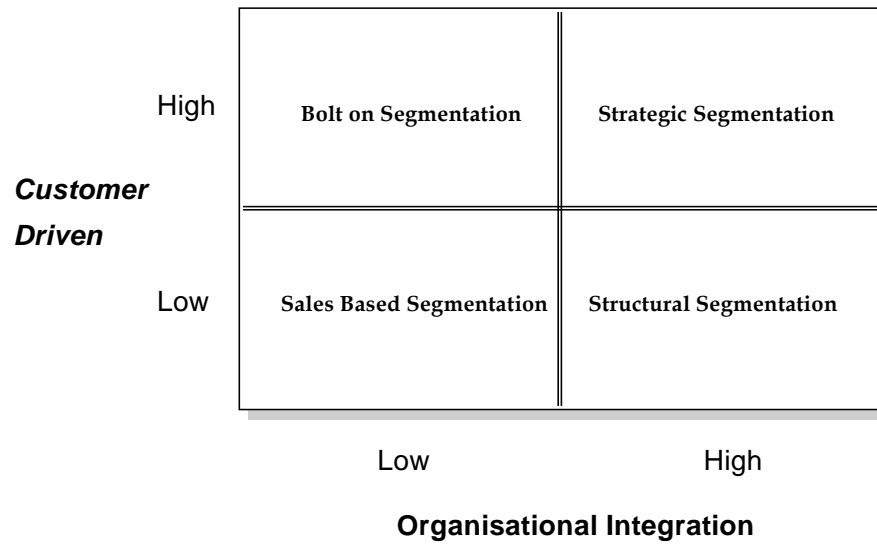 High
Bolt on Segmentation
Strategic Segmentation
Customer
Driven
Low
Sales Based Segmentation
Structural Segmentation
Low
High
Organisational Integration